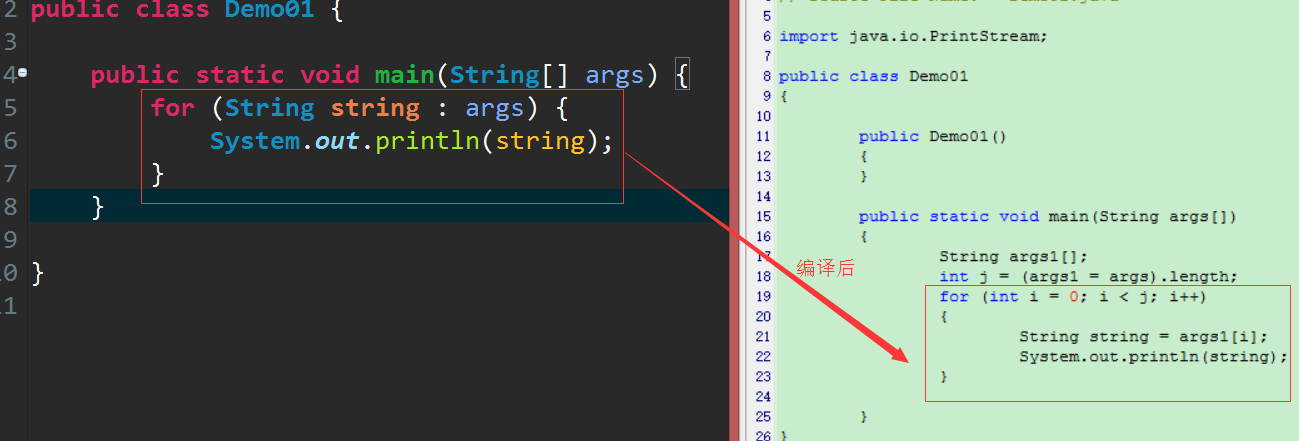 2 public class Demo01 {
3
4 public static void main(String[] args) {
5 for (String string : args) {
6 System.out.println(string);
7 }
8 }
9
10 }
11
编译后
5
6 import java.io.PrintStream;
7
8 public class Demo01
9 {
10
11 public Demo01()
12 {
13 }
14
15 public static void main(String args[])
16 {
17 String args1[];
18 int j = (args1 = args).length;
19 for (int i = 0; i < j; i++)
20 {
21 String string = args1[i];
22 System.out.println(string);
23 }
24
25 }
26 }